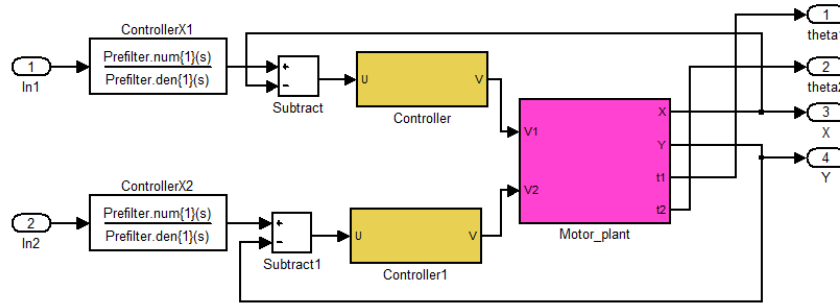 ControllerX1
Prefilter.num{1}(s)
Prefilter.den{1}(s)
1
In1
+
−
Subtract
U
V
Controller
V1
V2
X
Y
t1
t2
Motor_plant
1
theta1
2
theta2
3
X
4
Y
ControllerX2
Prefilter.num{1}(s)
Prefilter.den{1}(s)
2
In2
+
−
Subtract1
U
V
Controller1